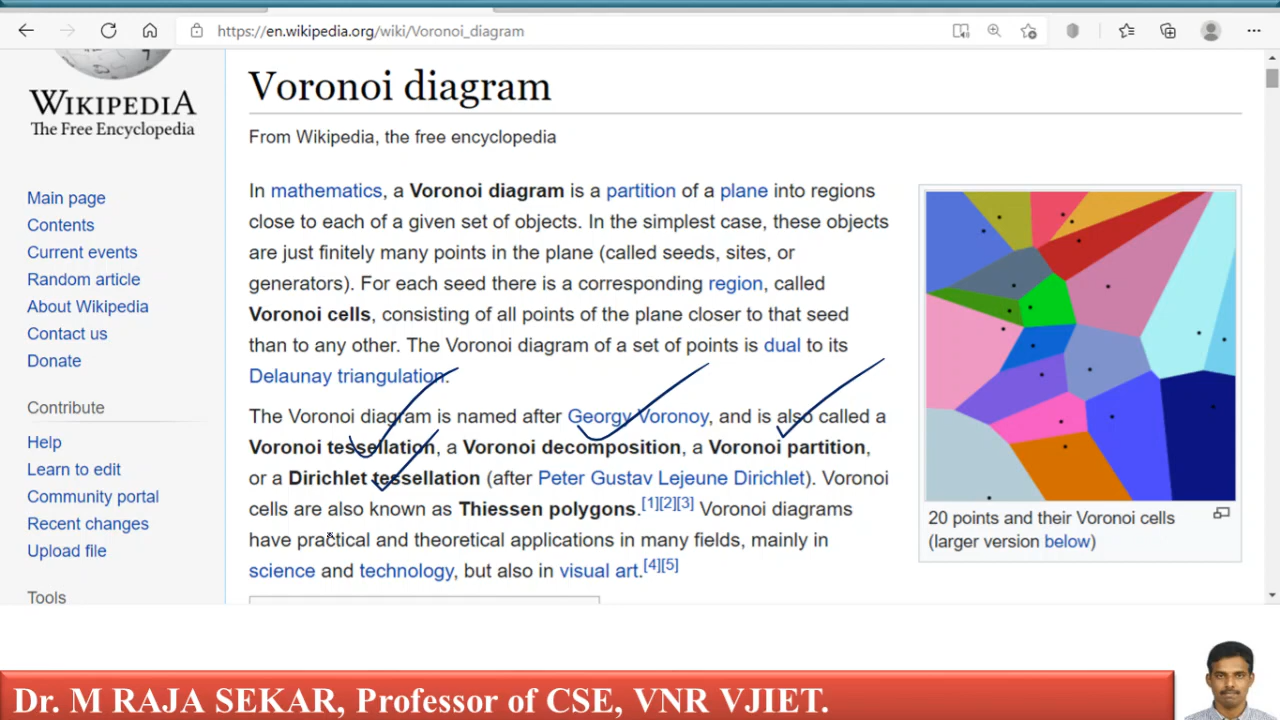 https://en.wikipedia.org/wiki/Voronoi_diagram
WIKIPEDIA
The Free Encyclopedia
Main page
Contents
Current events
Random article
About Wikipedia
Contact us
Donate
Contribute
Help
Learn to edit
Community portal
Recent changes
Upload file
Tools
Voronoi diagram
From Wikipedia, the free encyclopedia
In mathematics, a Voronoi diagram is a partition of a plane into regions
close to each of a given set of objects. In the simplest case, these objects
are just finitely many points in the plane (called seeds, sites, or
generators). For each seed there is a corresponding region, called
Voronoi cells, consisting of all points of the plane closer to that seed
than to any other. The Voronoi diagram of a set of points is dual to its
Delaunay triangulation.
The Voronoi diagram is named after Georgy Voronoy, and is also called a
Voronoi tessellation, a Voronoi decomposition, a Voronoi partition,
or a Dirichlet tessellation (after Peter Gustav Lejeune Dirichlet). Voronoi
cells are also known as Thiessen polygons.[1][2][3] Voronoi diagrams
have practical and theoretical applications in many fields, mainly in
science and technology, but also in visual art.[4][5]
20 points and their Voronoi cells
(larger version below)
Dr. M RAJA SEKAR, Professor of CSE, VNR VJIET.